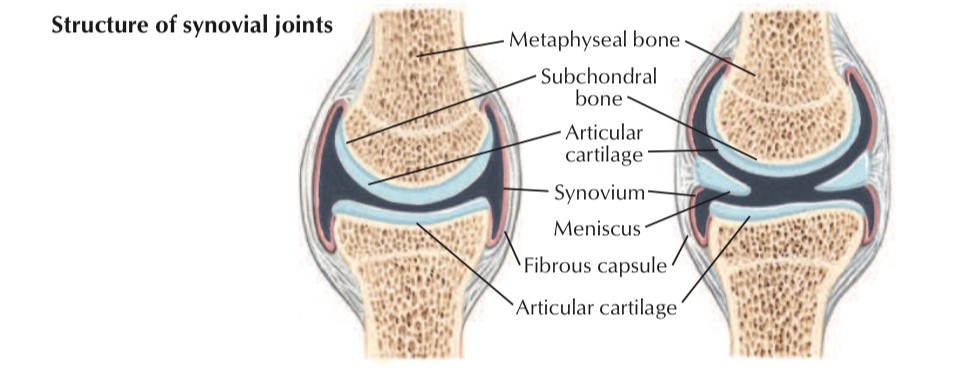 Structure of synovial joints
Metaphyseal bone
Subchondral
bone
Articular
cartilage
Synovium
Meniscus
Fibrous capsule
Articular cartilage